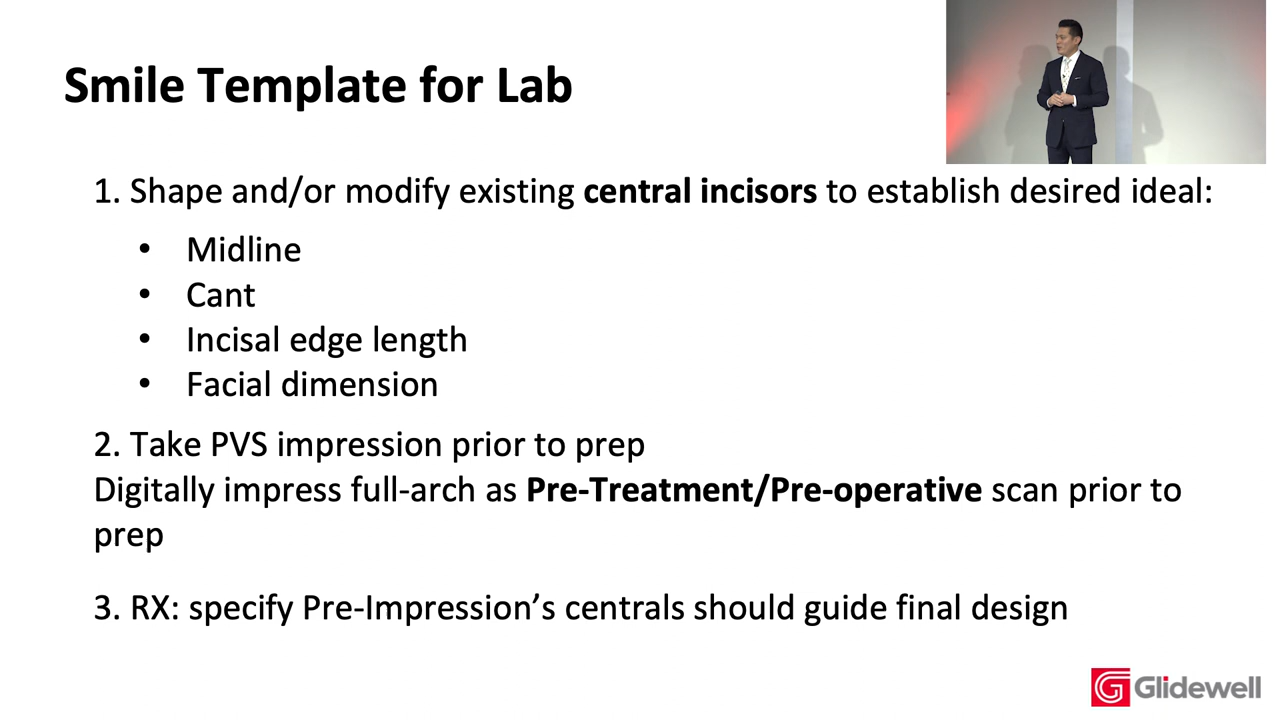 Smile Template for Lab
1. Shape and/or modify existing central incisors to establish desired ideal:
• Midline
• Cant
• Incisal edge length
• Facial dimension
2. Take PVS impression prior to prep
Digitally impress full-arch as Pre-Treatment/Pre-operative scan prior to
prep
3. RX: specify Pre-Impression’s centrals should guide final design
Glidewell